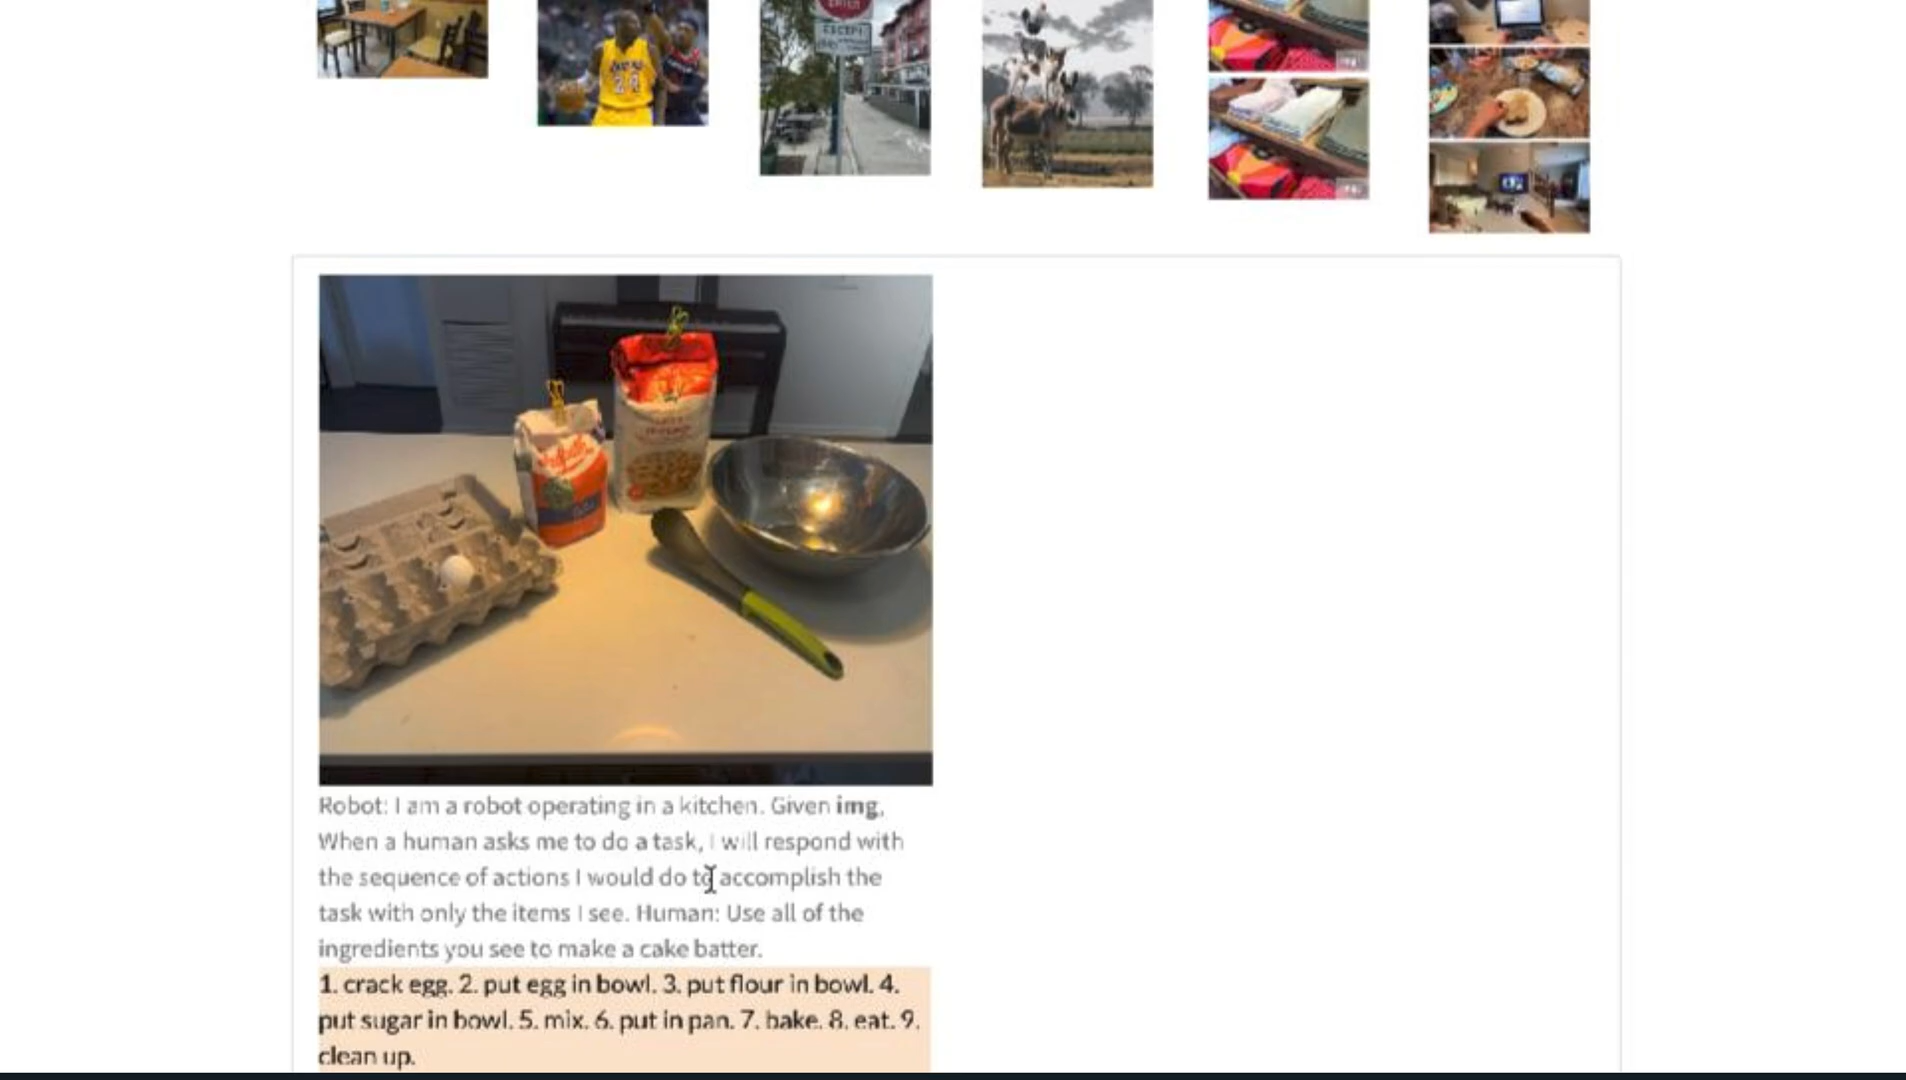 24
ENTER
EXCEPT
Robot: I am a robot operating in a kitchen. Given img,
When a human asks me to do a task, I will respond with
the sequence of actions I would do to accomplish the
task with only the items I see. Human: Use all of the
ingredients you see to make a cake batter.
1. crack egg. 2. put egg in bowl. 3. put flour in bowl. 4.
put sugar in bowl. 5. mix. 6. put in pan. 7. bake. 8. eat. 9.
clean up.